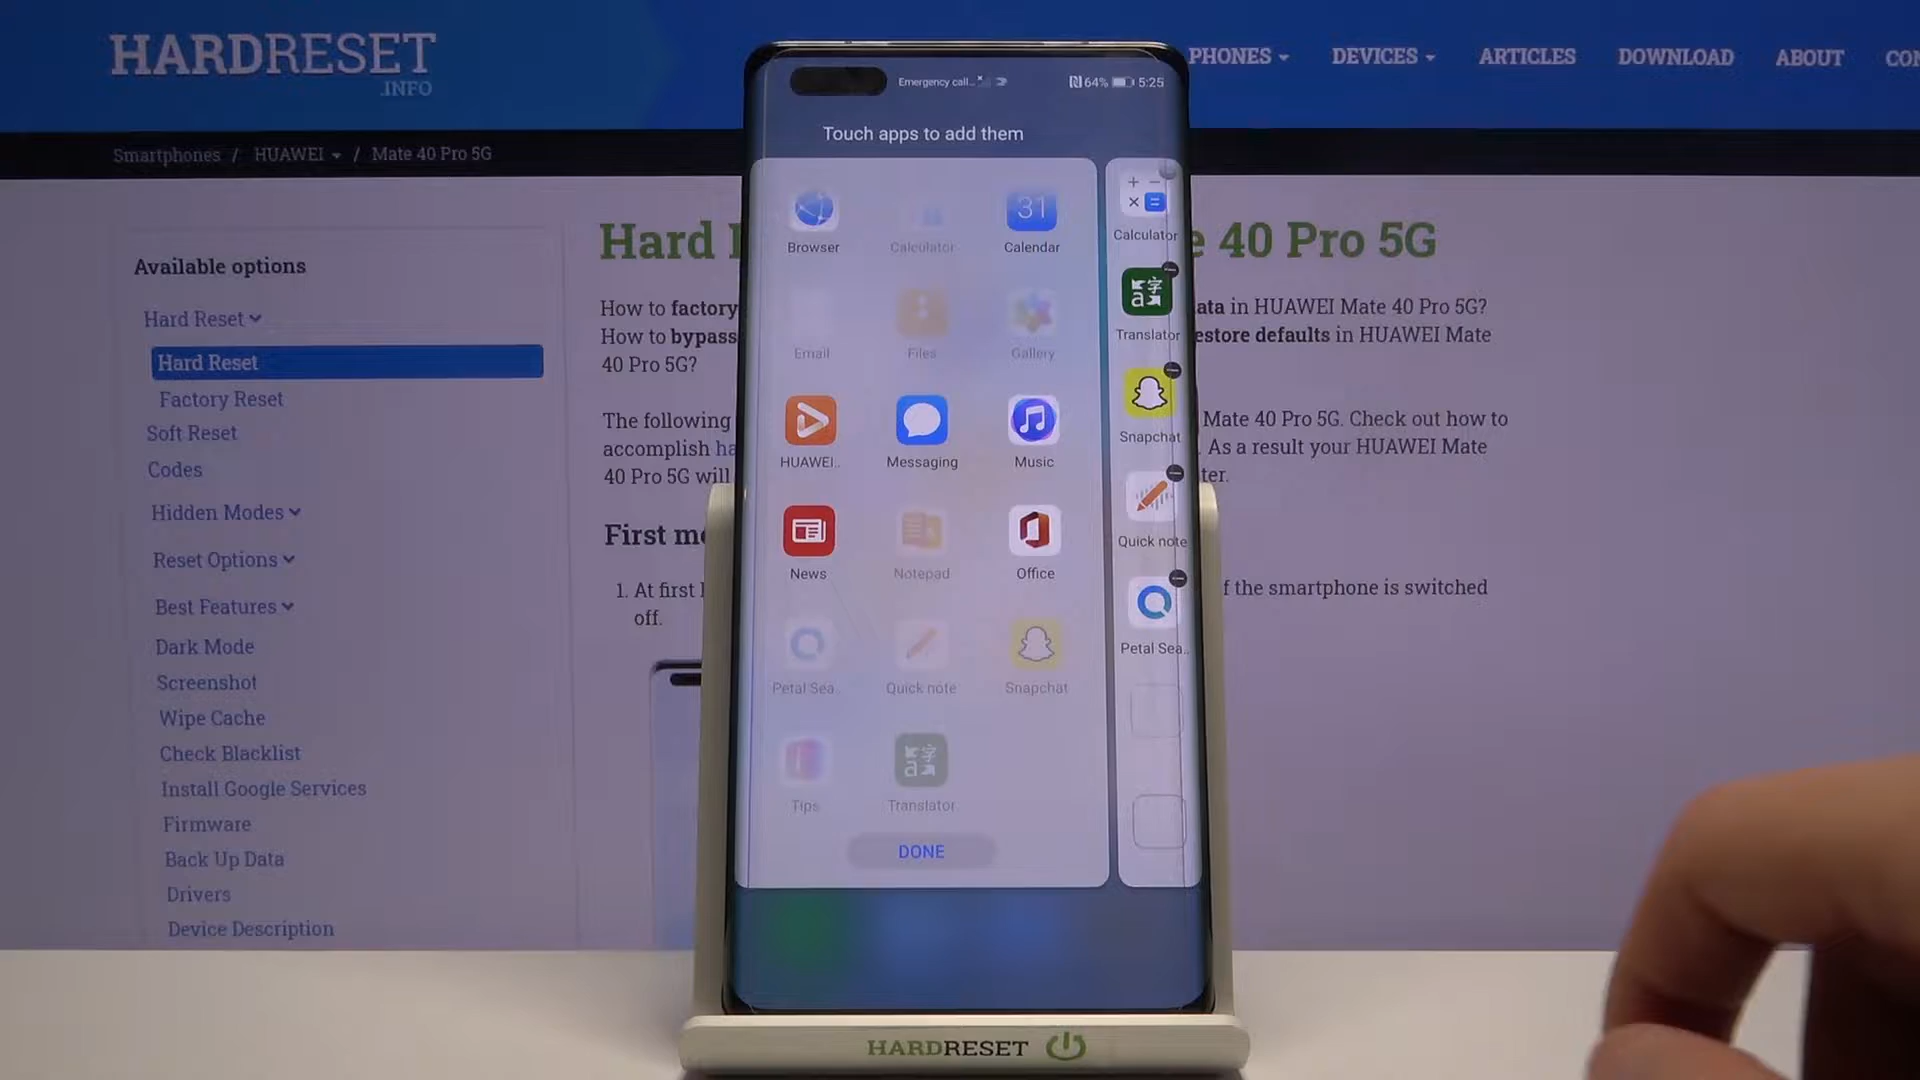 HARDRESET
.INFO
PHONES
DEVICES
ARTICLES
DOWNLOAD
ABOUT
Smartphones / HUAWEI / Mate 40 Pro 5G
Available options
Hard Reset
Hard Reset
Factory Reset
Soft Reset
Codes
Hidden Modes
Reset Options
Best Features
Dark Mode
Screenshot
Wipe Cache
Check Blacklist
Install Google Services
Firmware
Back Up Data
Drivers
Device Description
Hard
40 Pro 5G
How to factory
in HUAWEI Mate 40 Pro 5G?
How to bypass
restore defaults in HUAWEI Mate
40 Pro 5G?
The following
Mate 40 Pro 5G. Check out how to
accomplish
. As a result your HUAWEI Mate
40 Pro 5G will
First
1. At first
if the smartphone is switched
off.
Emergency call...
64% 5:25
Touch apps to add them
Browser
Calculator
31
Calendar
Email
Files
Gallery
HUAWEI..
Messaging
Music
News
Notepad
Office
Petal Sea..
Quick note
Snapchat
Tips
a字
Translator
DONE
Calculator
a字
Translator
Snapchat
Quick note
Petal Sea..
HARDRESET